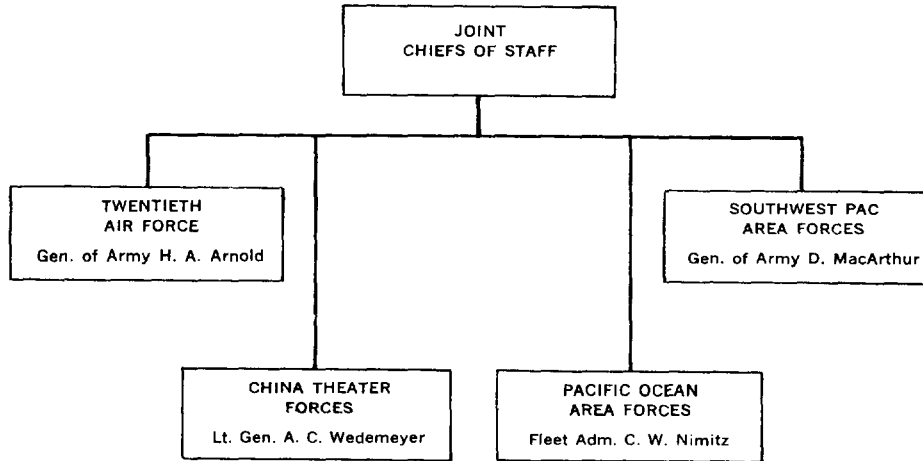 JOINT
CHIEFS OF STAFF
TWENTIETH
AIR FORCE
Gen. of Army H. A. Arnold
SOUTHWEST PAC
AREA FORCES
Gen. of Army D. MacArthur
CHINA THEATER
FORCES
Lt. Gen. A. C. Wedemeyer
PACIFIC OCEAN
AREA FORCES
Fleet Adm. C. W. Nimitz